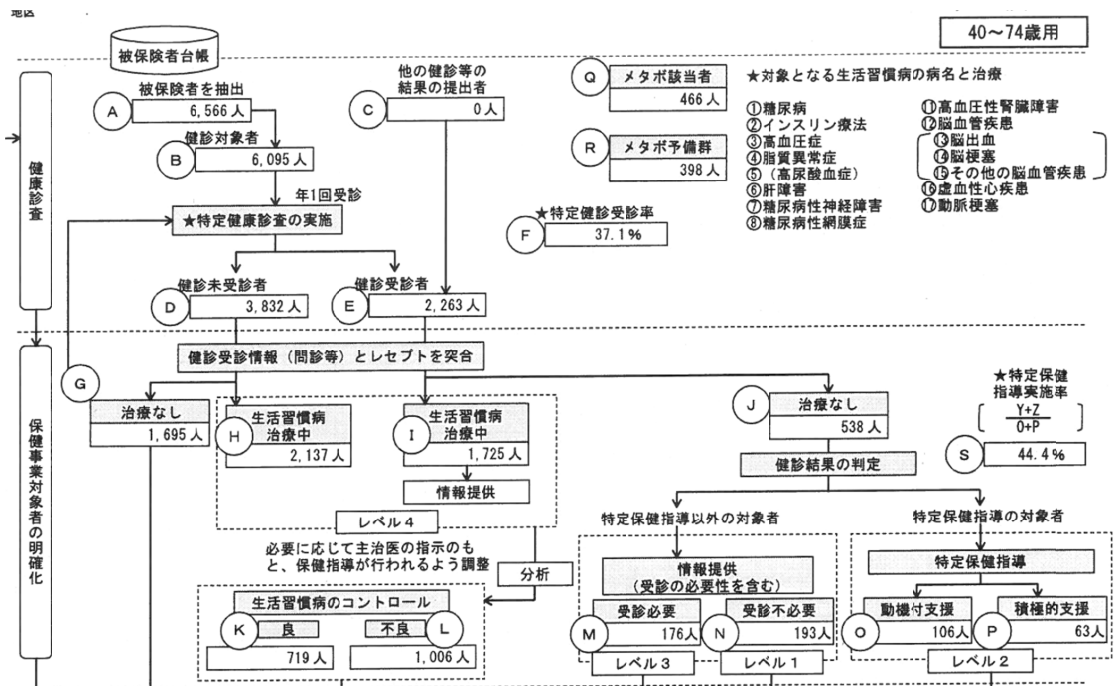 地区
40～74歳用
被保険者台帳
被保険者を抽出
A
6,566人
他の健診等の
結果の提出者
C
0人
Q
メタボ該当者
466人
R
メタボ予備群
398人
★対象となる生活習慣病の病名と治療
①糖尿病
②インスリン療法
③高血圧症
④脂質異常症
⑤（高尿酸血症）
⑥肝障害
⑦糖尿病性神経障害
⑧糖尿病性網膜症
⑪高血圧性腎臓障害
⑫脳血管疾患
⑬脳出血
⑭脳梗塞
⑮その他の脳血管疾患
⑯虚血性心疾患
⑰動脈梗塞
健診対象者
B
6,095人
年1回受診
★特定健康診査の実施
★特定健診受診率
F
37.1%
健康診査
健診未受診者
D
3,832人
健診受診者
E
2,263人
健診受診情報（問診等）とレセプトを突合
G
治療なし
1,695人
H
生活習慣病
治療中
2,137人
I
生活習慣病
治療中
1,725人
情報提供
レベル4
J
治療なし
538人
★特定保健
指導実施率
Y+Z
O+P
S
44.4%
健診結果の判定
保健事業対象者の明確化
特定保健指導以外の対象者
特定保健指導の対象者
必要に応じて主治医の指示のも
と、保健指導が行われるよう調整
分析
情報提供
（受診の必要性を含む）
特定保健指導
生活習慣病のコントロール
K
良
719人
不良
L
1,006人
受診必要
M
176人
受診不必要
N
193人
動機付支援
O
106人
積極的支援
P
63人
レベル3
レベル1
レベル2